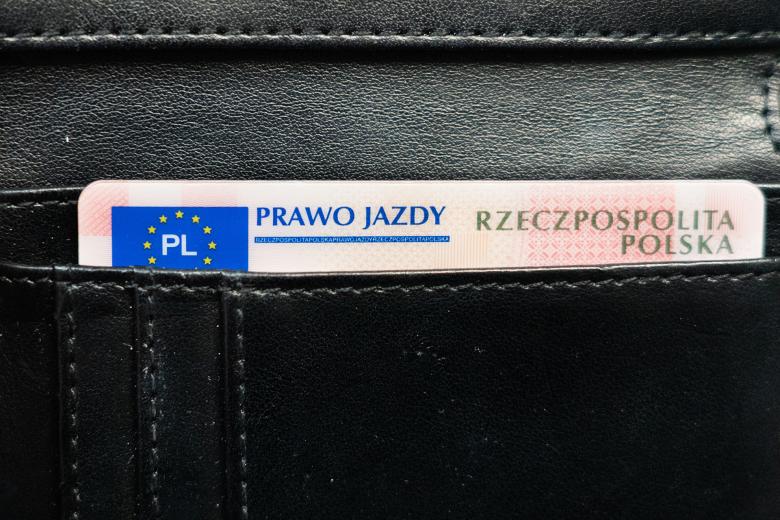 PL
PRAWO JAZDY
RZECZPOSPOLITAPOLSKAPRAWOJAZDYRZECZPOSPOLITAPOLSKA
RZECZPOSPOLITA
POLSKA